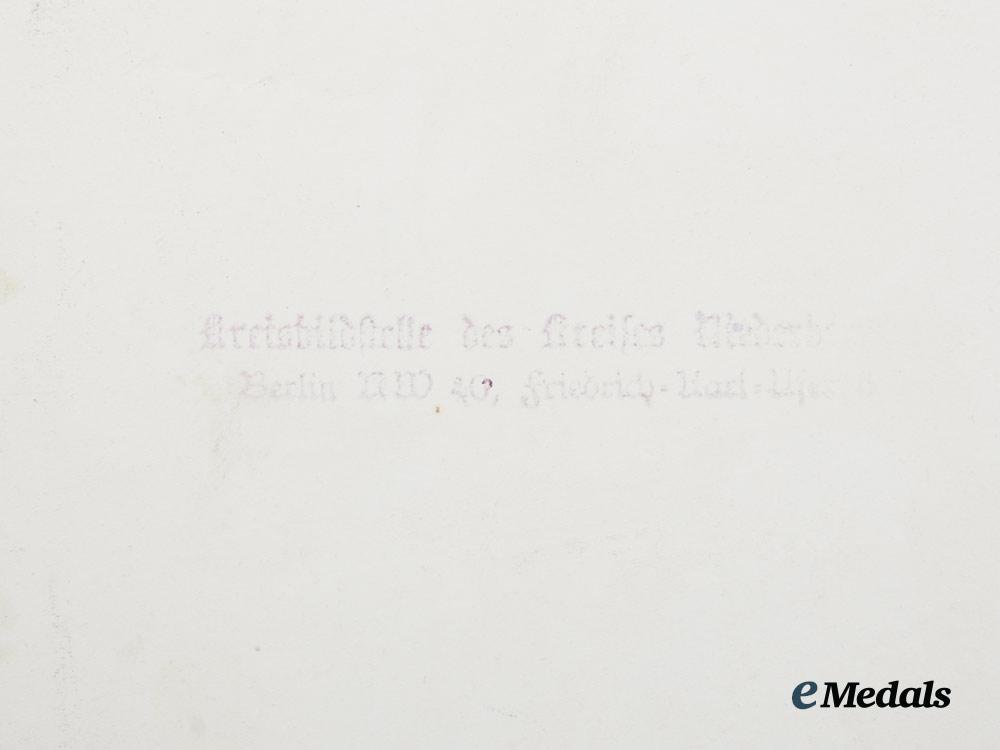 Kreisbildstelle des Kreises
Berlin NW 40, Friedrich-Karl-Ufer
eMedals